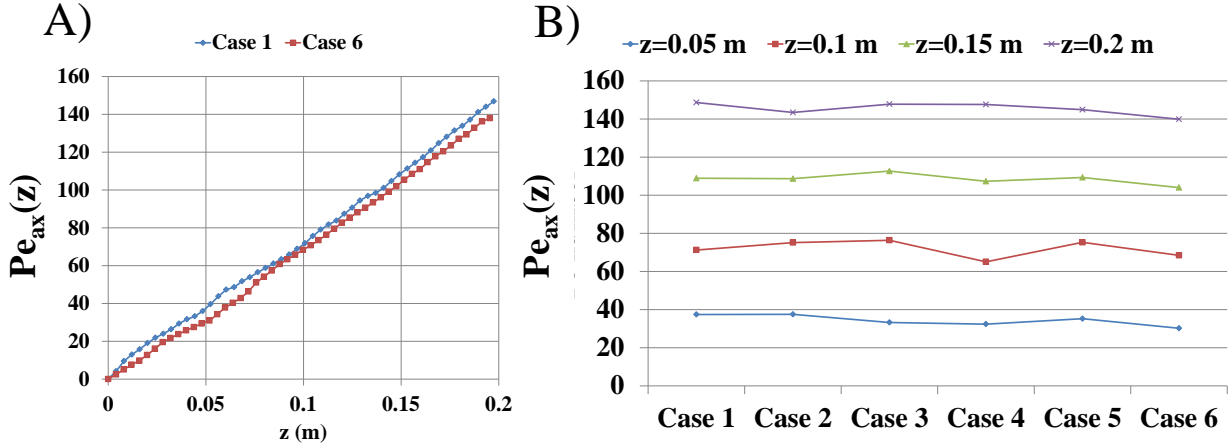 A)
Case 1 Case 6
160
140
120
100
80
60
40
20
0
0 0.05 0.1 0.15 0.2
z (m)
Pe_ax(z)
B)
z=0.05 m z=0.1 m z=0.15 m z=0.2 m
160
140
120
100
80
60
40
20
0
Case 1 Case 2 Case 3 Case 4 Case 5 Case 6
Pe_ax(z)